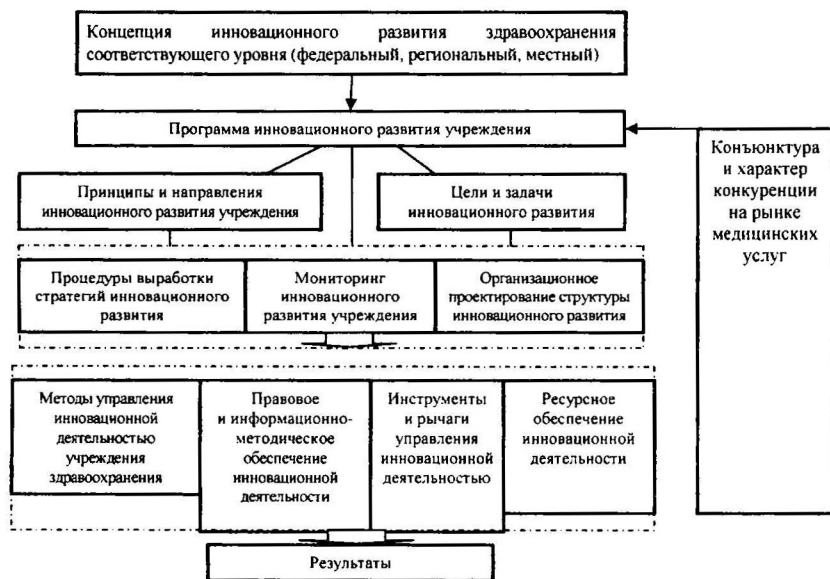 Концепция инновационного развития здравоохранения
соответствующего уровня (федеральный, региональный, местный)
Программа инновационного развития учреждения
Конъюнктура
и характер
конкуренции
на рынке
медицинских
услуг
Принципы и направления
инновационного развития учреждения
Цели и задачи
инновационного развития
Процедуры выработки
стратегий инновационного
развития
Мониторинг
инновационного
развития учреждения
Организационное
проектирование структуры
инновационного развития
Методы управления
инновационной
деятельностью
учреждения
здравоохранения
Правовое
и информационно-
методическое
обеспечение
инновационной
деятельности
Инструменты
и рычаги
управления
инновационной
деятельностью
Ресурсное
обеспечение
инновационной
деятельности
Результаты